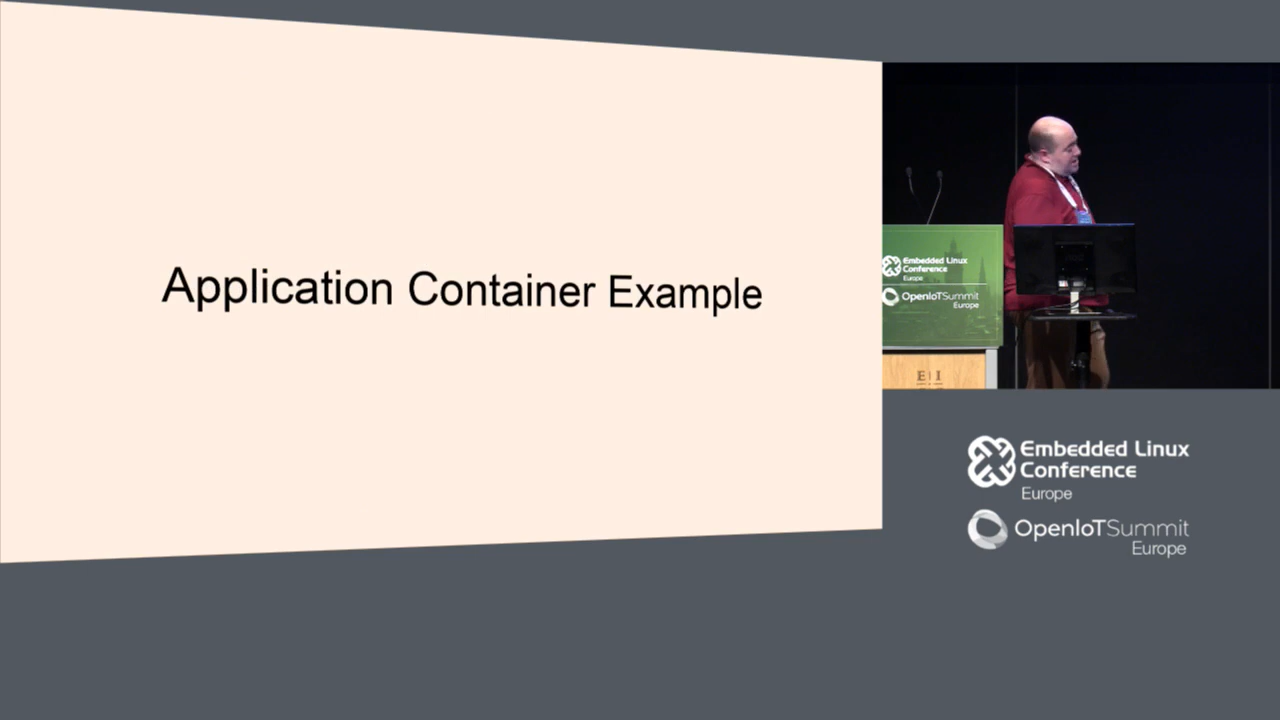 Application Container Example
Embedded Linux
Conference
Europe
OpenIoTSummit
Europe
Embedded Linux
Conference
Europe
OpenIoTSummit
Europe